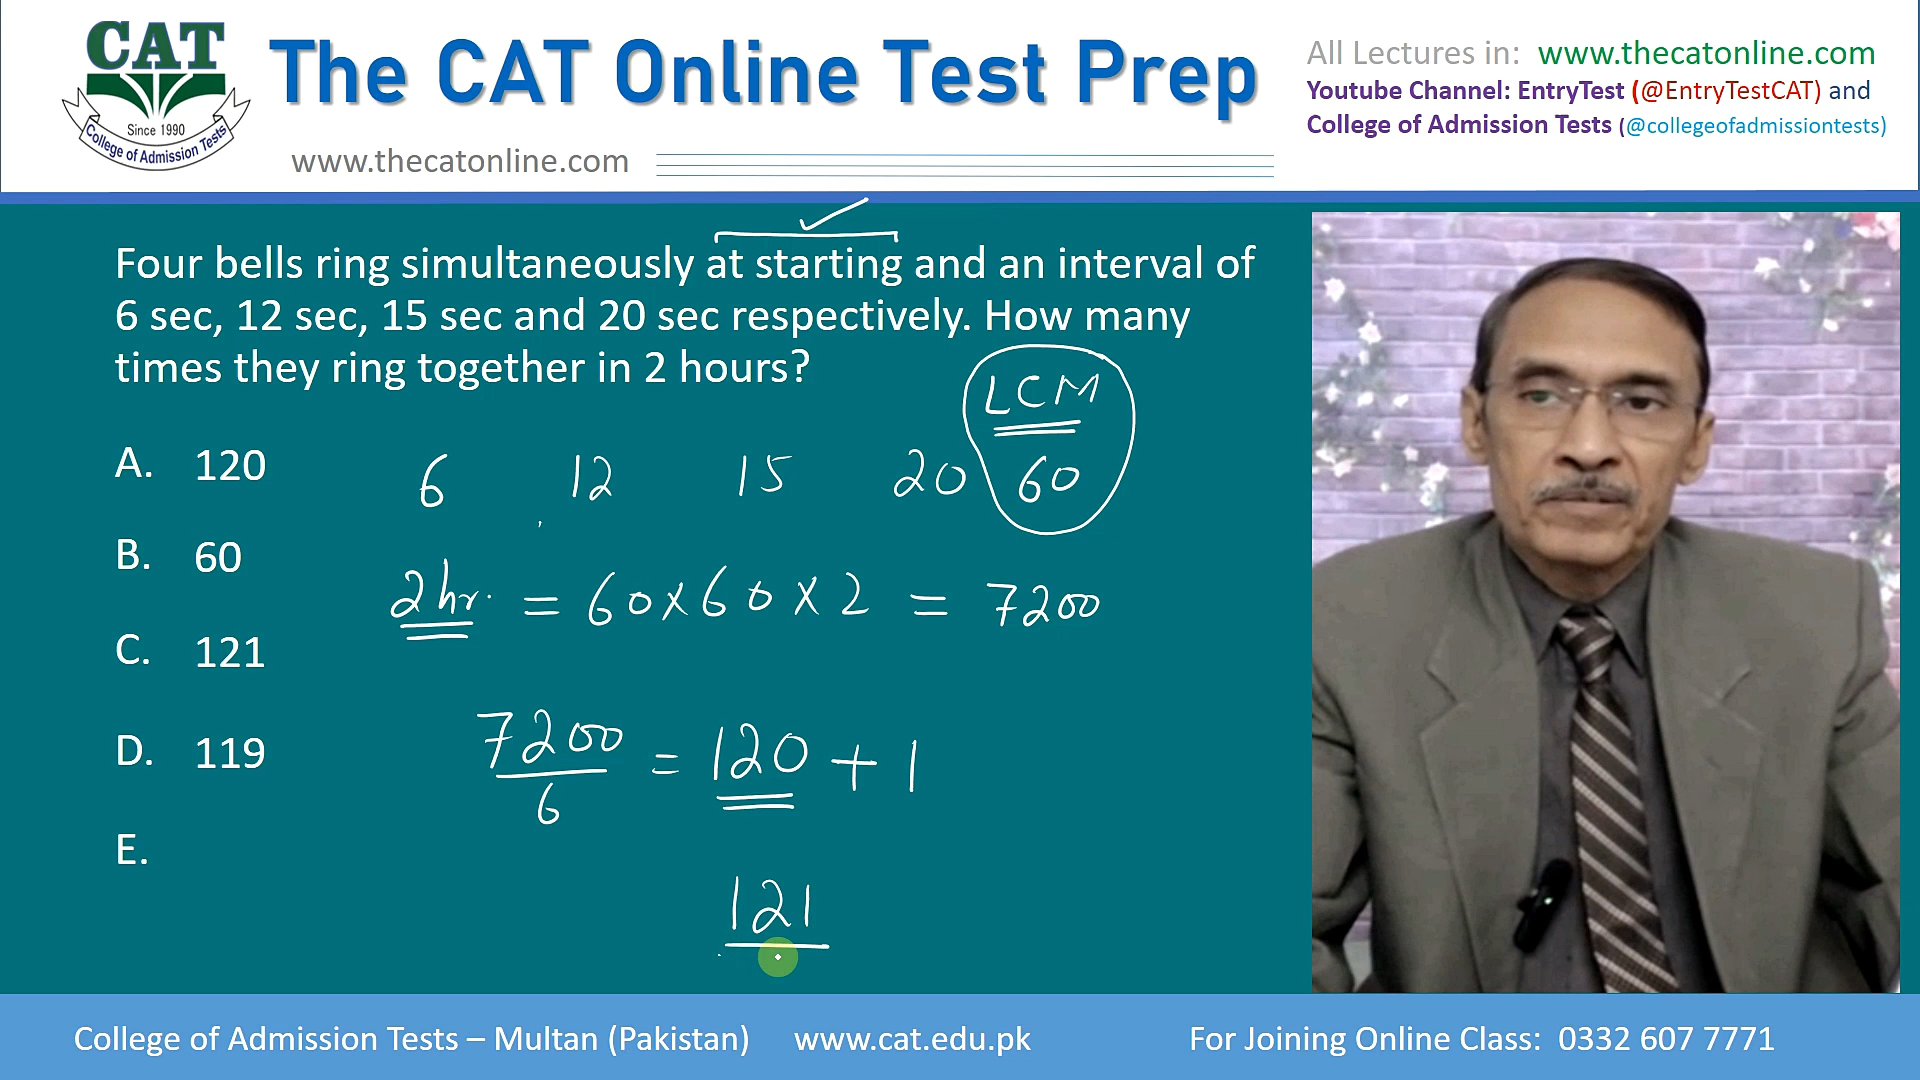 CAT
Since 1990
College of Admission Tests
The CAT Online Test Prep
www.thecatonline.com
All Lectures in: www.thecatonline.com
Youtube Channel: EntryTest (@EntryTestCAT) and
College of Admission Tests (@collegeofadmissiontests)
Four bells ring simultaneously at starting and an interval of
6 sec, 12 sec, 15 sec and 20 sec respectively. How many
times they ring together in 2 hours?
LCM
A. 120
6 12 15 20 60
B. 60
2hr. = 60×60×2 = 7200
C. 121
D. 119
7200/6 = 120 + 1
E.
121
College of Admission Tests – Multan (Pakistan) www.cat.edu.pk For Joining Online Class: 0332 607 7771